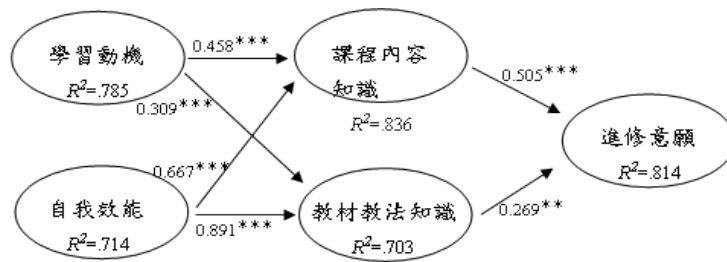 學習動機
R²=.785
0.458***
課程內容
知識
R²=.836
0.505***
0.309***
進修意願
R²=.814
0.667***
自我效能
R²=.714
0.891***
教材教法知識
R²=.703
0.269**